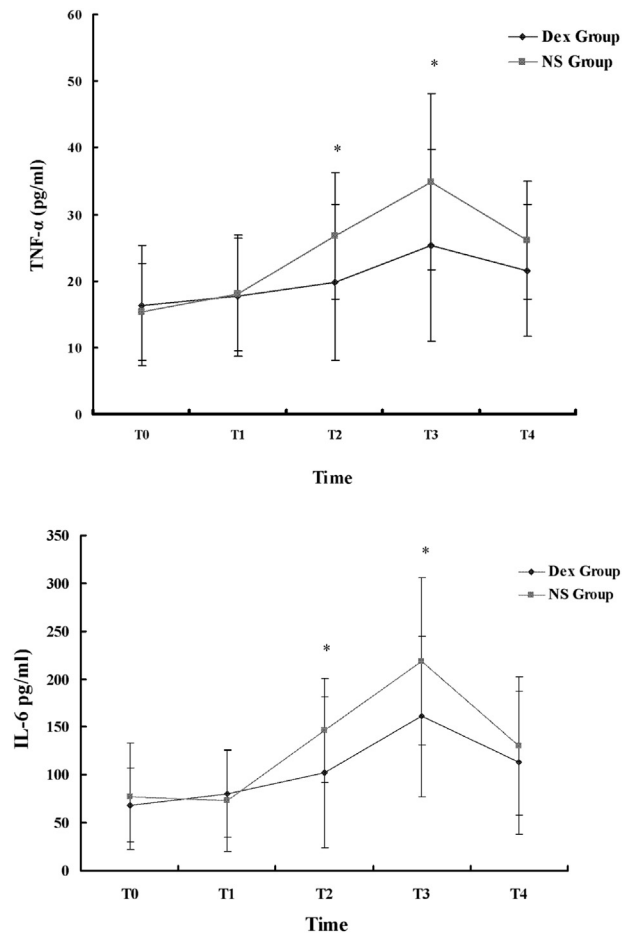 60
50
40
30
20
10
0
TNF-α (pg/ml)
Dex Group
NS Group
*
*
T0 T1 T2 T3 T4
Time
350
300
250
200
150
100
50
0
IL-6 pg/ml)
Dex Group
NS Group
*
*
T0 T1 T2 T3 T4
Time